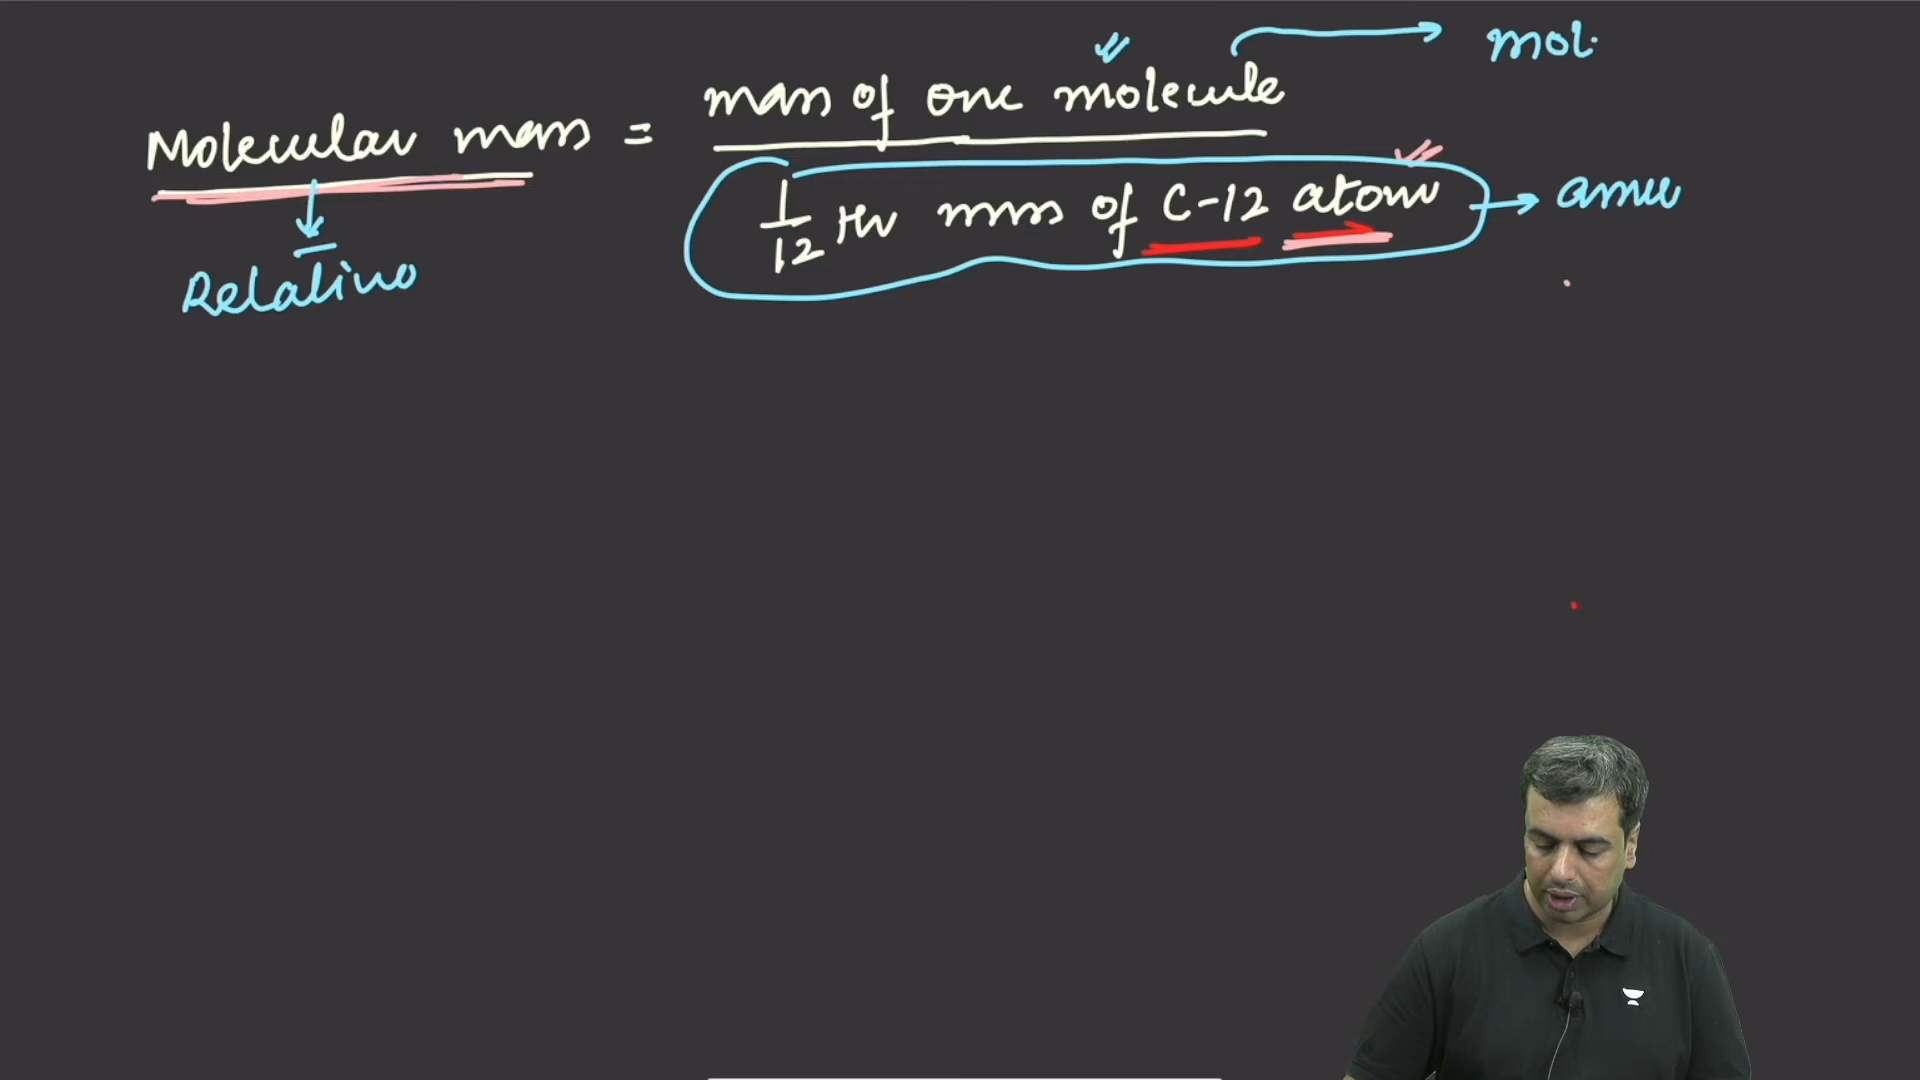 mol.
Molecular mass = mass of one molecule
1/12 th mass of C-12 atom → amu
Relative